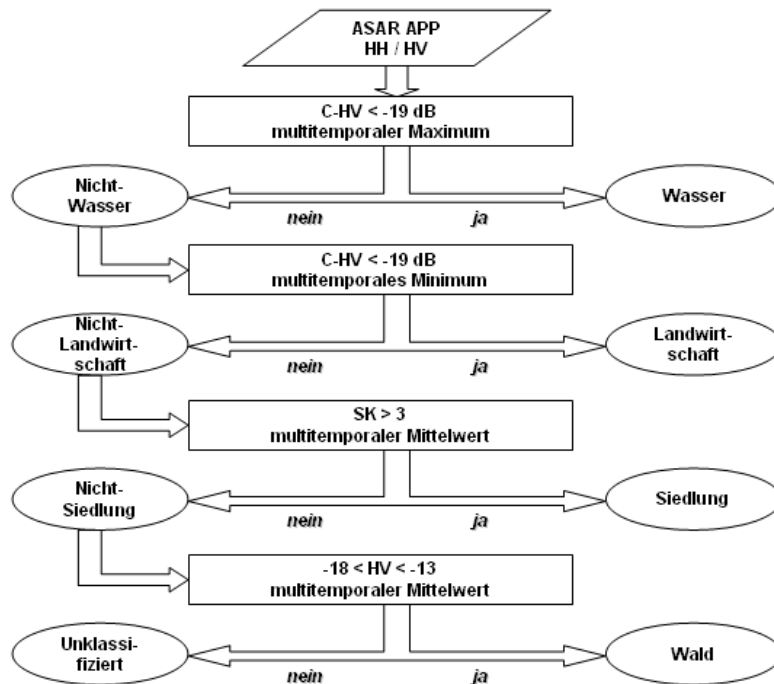 ASAR APP
HH / HV
C-HV < -19 dB
multitemporaler Maximum
Nicht-
Wasser
Wasser
nein
ja
C-HV < -19 dB
multitemporales Minimum
Nicht-
Landwirt-
schaft
Landwirt-
schaft
nein
ja
SK > 3
multitemporaler Mittelwert
Nicht-
Siedlung
Siedlung
nein
ja
-18 < HV < -13
multitemporaler Mittelwert
Unklassi-
fiziert
Wald
nein
ja